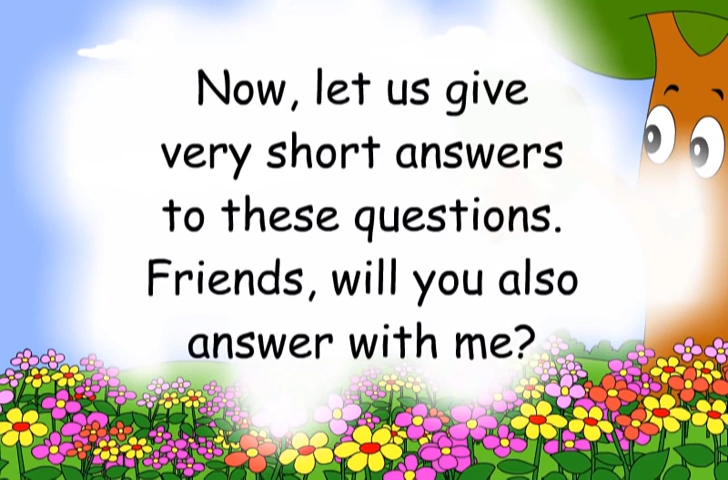 Now, let us give
very short answers
to these questions.
Friends, will you also
answer with me?